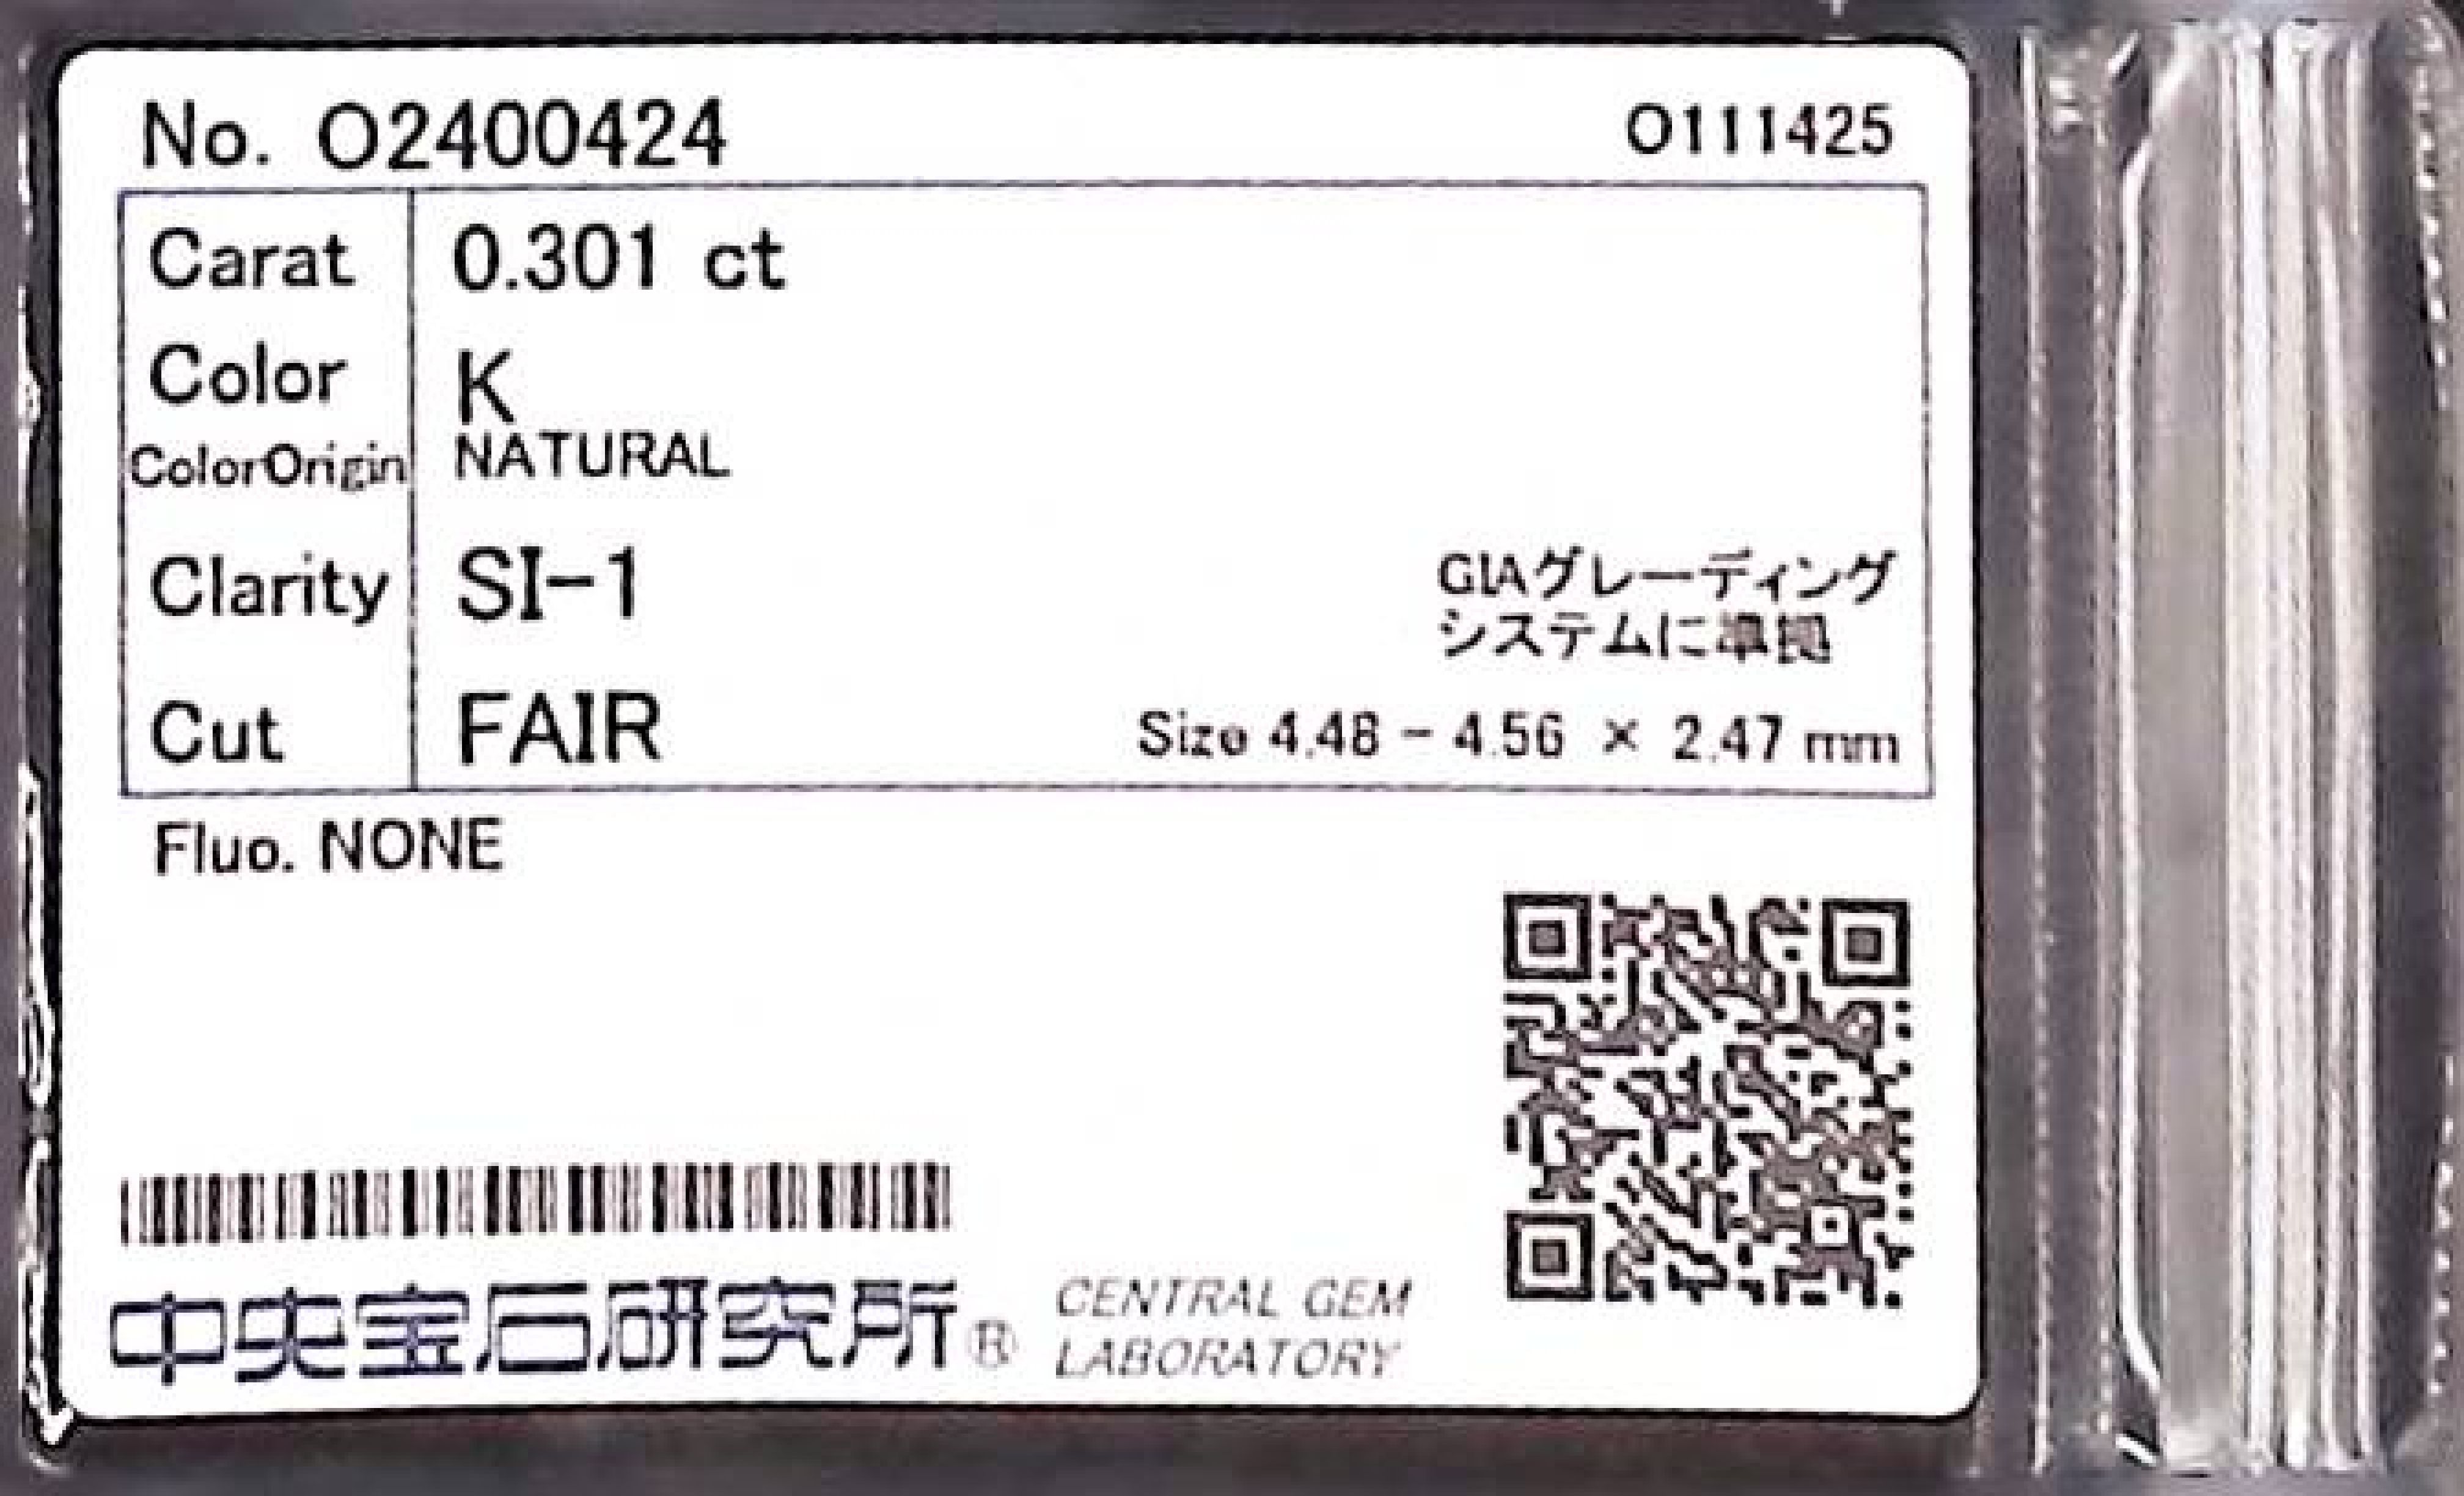 No. O2400424
O111425
Carat 0.301 ct
Color K
ColorOrigin NATURAL
Clarity SI-1
GIAグレーディング
システムに準拠
Cut FAIR
Size 4.48 - 4.56 × 2.47 mm
Fluo. NONE
中央宝石研究所®
CENTRAL GEM
LABORATORY